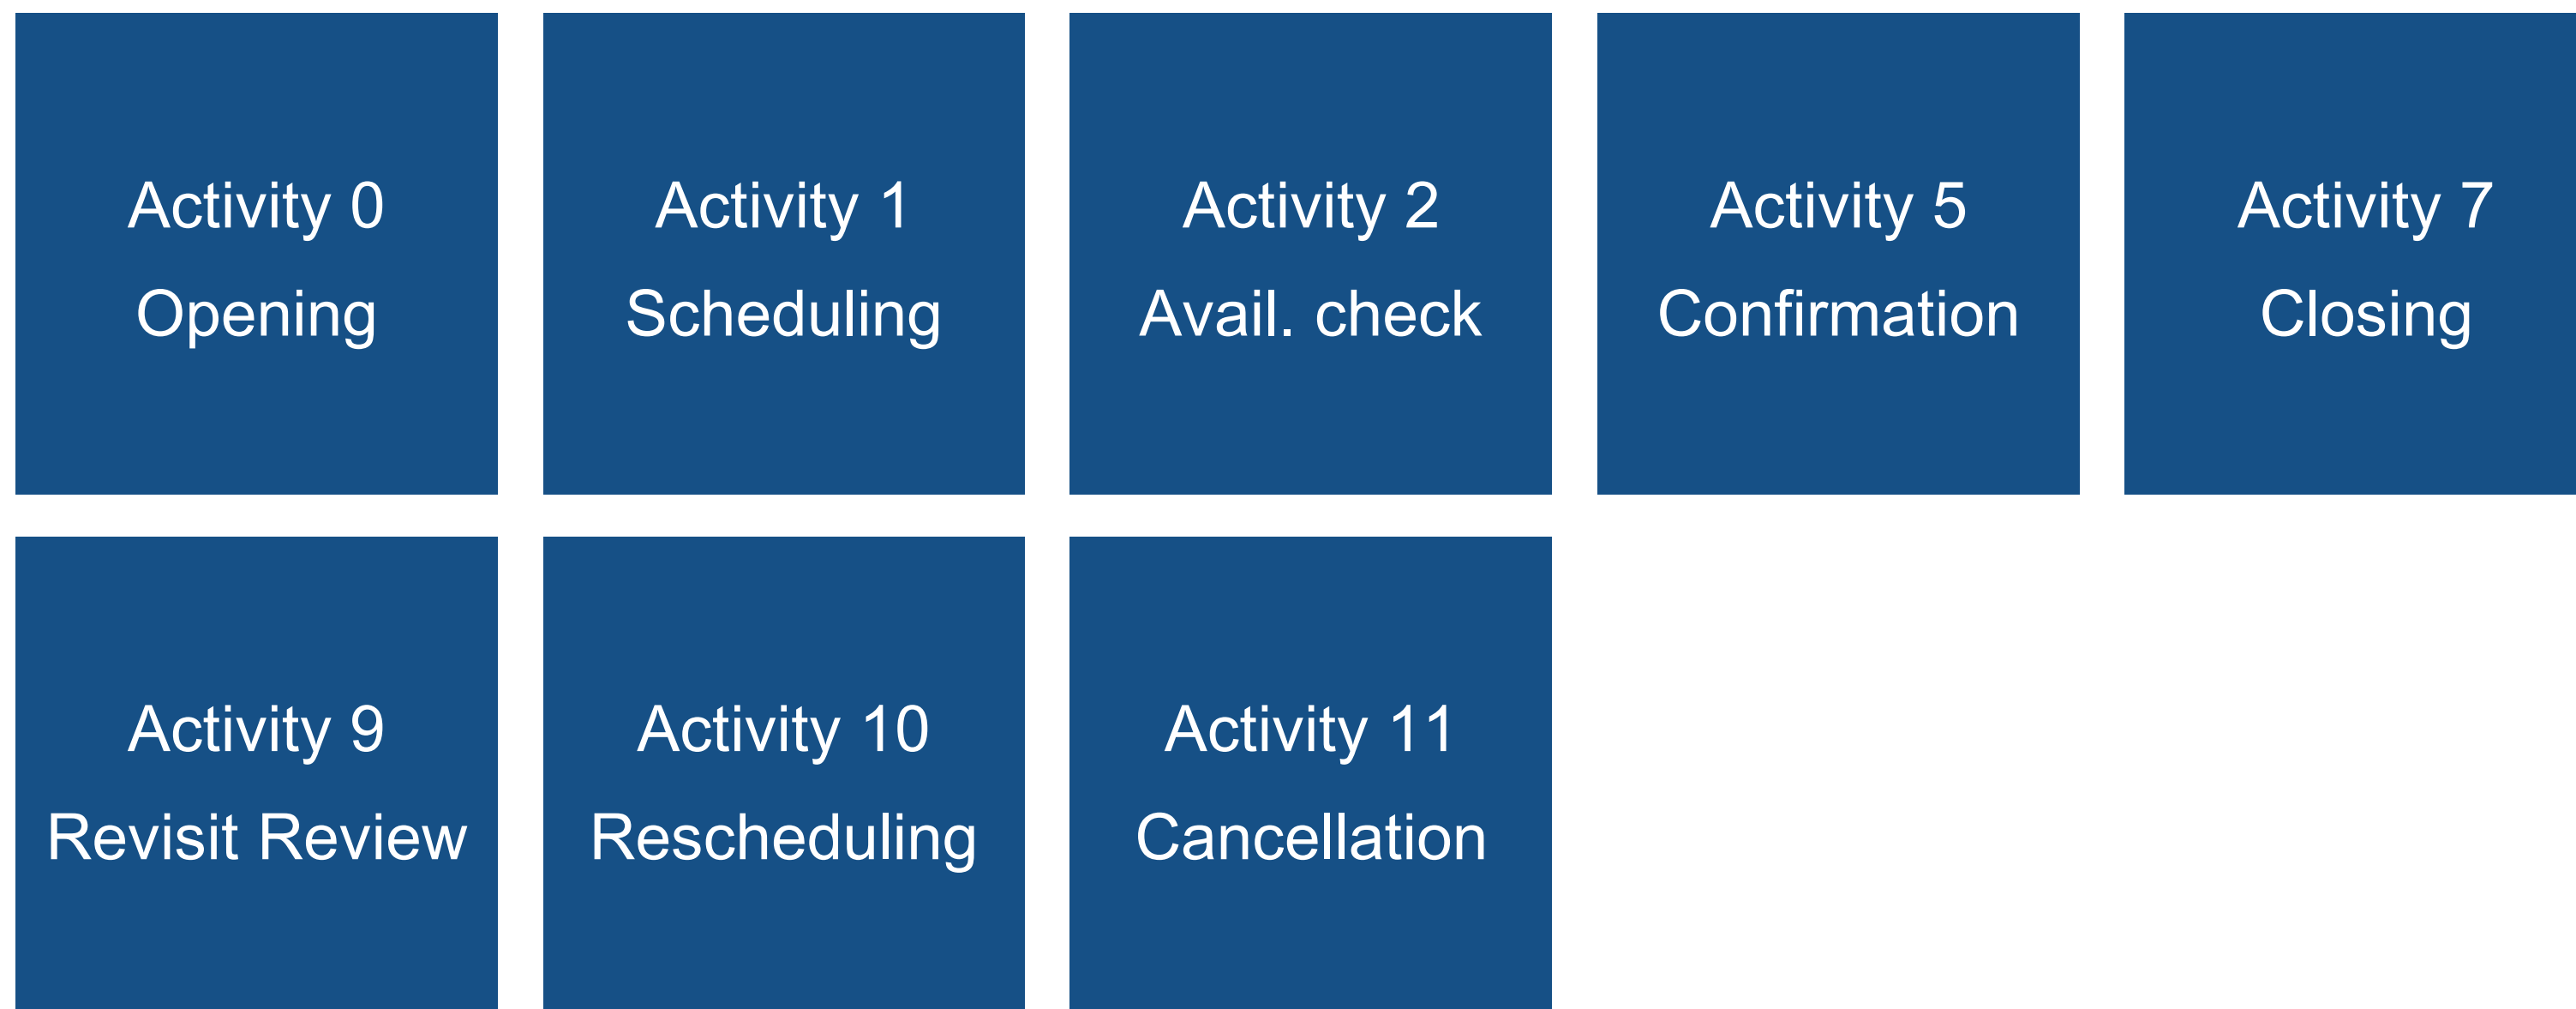 Activity 0
Opening
Activity 1
Scheduling
Activity 2
Avail. check
Activity 5
Confirmation
Activity 7
Closing
Activity 9
Revisit Review
Activity 10
Rescheduling
Activity 11
Cancellation